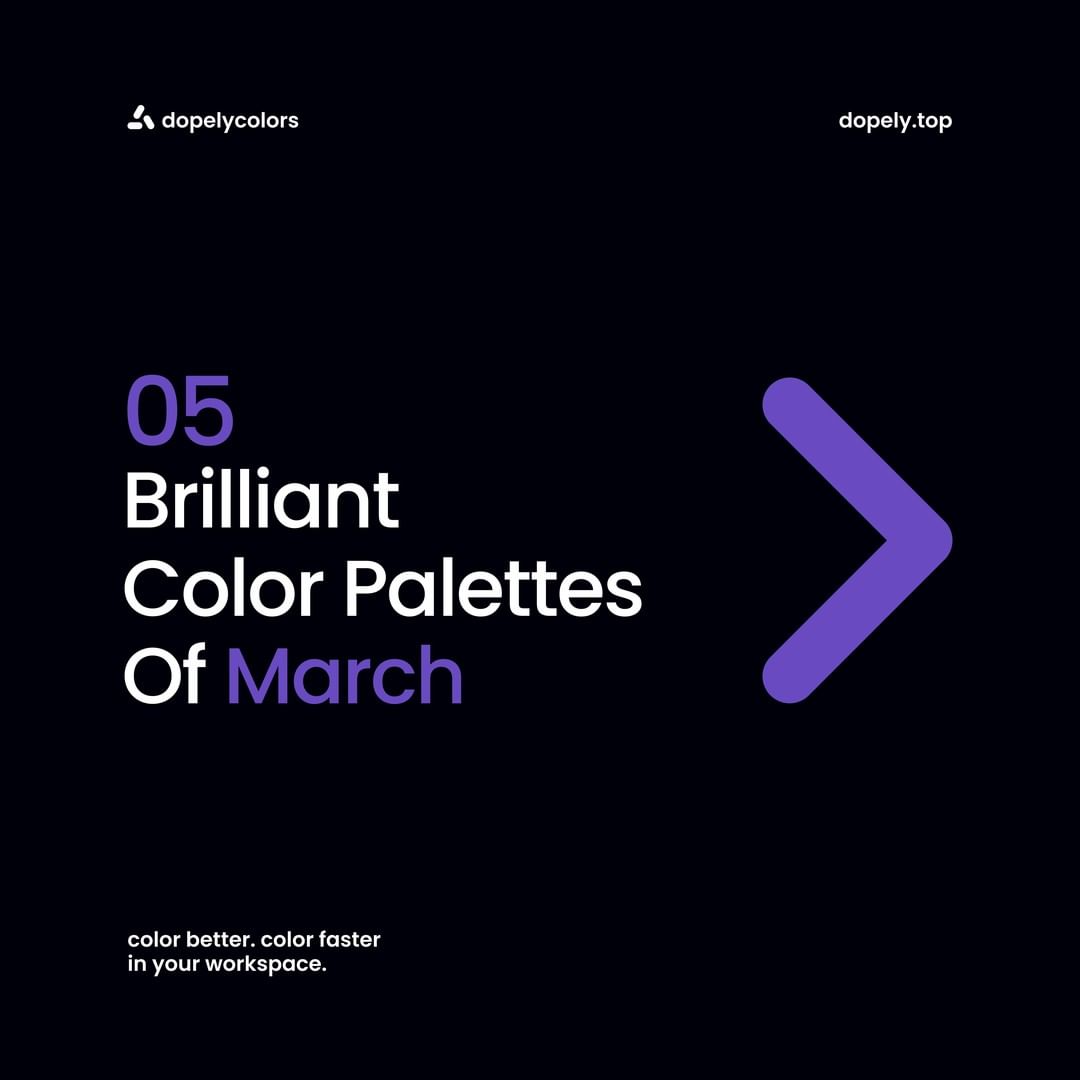 dopelycolors
dopely.top
05
Brilliant
Color Palettes
Of March
color better. color faster
in your workspace.